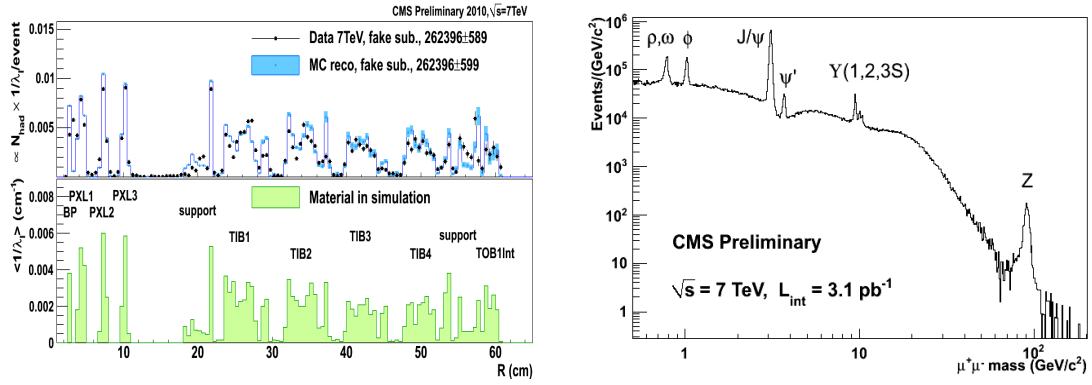 CMS Preliminary 2010, √s=7TeV
∝ N_had × 1/λ_I/event
0.015
0.01
0.005
Data 7TeV, fake sub., 262396±589
MC reco, fake sub., 262396±599
<1/λ_I> (cm⁻¹)
0.008
0.006
0.004
0.002
0.000
Material in simulation
PXL1 PXL3
BP PXL2 support
TIB1 TIB3 support
TIB2 TIB4 TOB1Int
10 20 30 40 50 60
R (cm)
Events/(GeV/c²)
10⁶
10⁵
10⁴
10³
10²
10
1
ρ,ω ϕ J/ψ
ψ'
ϒ(1,2,3S)
Z
CMS Preliminary
√s = 7 TeV, L_int = 3.1 pb⁻¹
1 10 10²
μ⁺μ⁻ mass (GeV/c²)